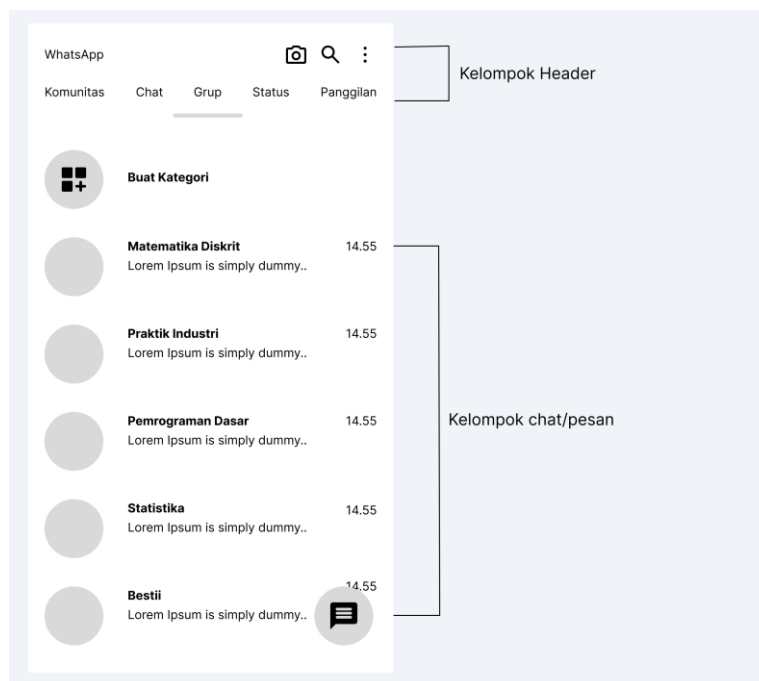 WhatsApp
Komunitas Chat Grup Status Panggilan
Kelompok Header
Buat Kategori
Matematika Diskrit 14.55
Lorem Ipsum is simply dummy..
Praktik Industri 14.55
Lorem Ipsum is simply dummy..
Pemrograman Dasar 14.55
Lorem Ipsum is simply dummy..
Kelompok chat/pesan
Statistika 14.55
Lorem Ipsum is simply dummy..
Bestii 14.55
Lorem Ipsum is simply dummy..